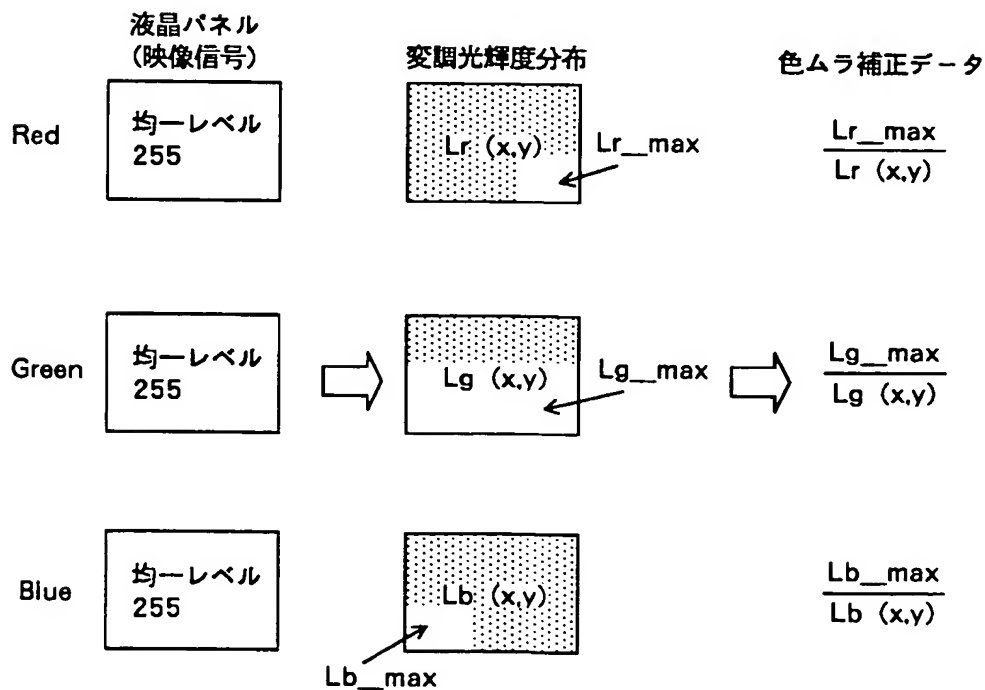 液晶パネル
(映像信号)
変調光輝度分布
色ムラ補正データ
Red
均一レベル
255
Lr (x,y)
Lr__max
Lr__max
Lr (x,y)
Green
均一レベル
255
Lg (x,y)
Lg__max
Lg__max
Lg (x,y)
Blue
均一レベル
255
Lb (x,y)
Lb__max
Lb__max
Lb (x,y)